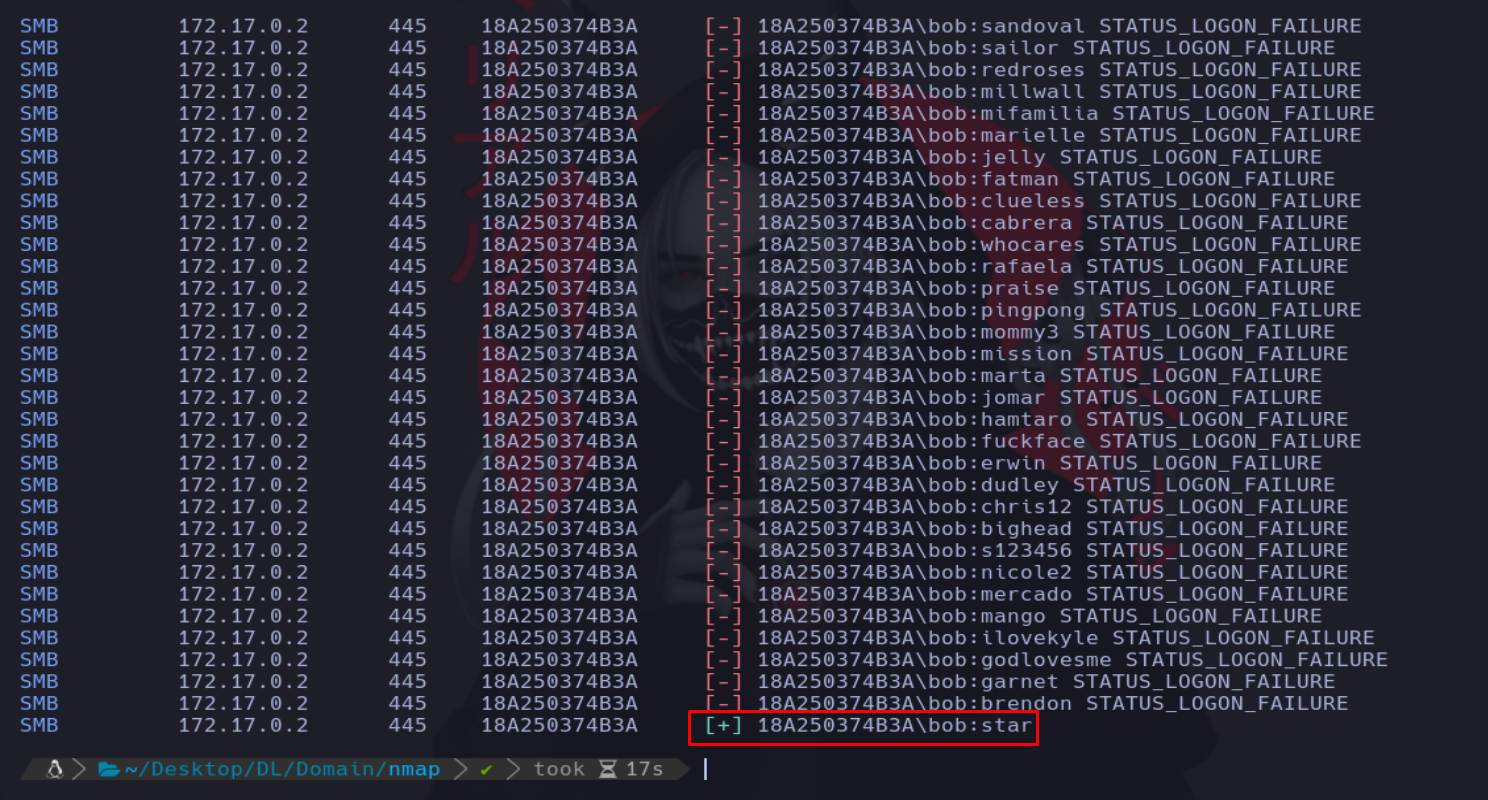 SMB 172.17.0.2 445 18A250374B3A [-] 18A250374B3A\bob:sandoval STATUS_LOGON_FAILURE
SMB 172.17.0.2 445 18A250374B3A [-] 18A250374B3A\bob:sailor STATUS_LOGON_FAILURE
SMB 172.17.0.2 445 18A250374B3A [-] 18A250374B3A\bob:redroses STATUS_LOGON_FAILURE
SMB 172.17.0.2 445 18A250374B3A [-] 18A250374B3A\bob:millwall STATUS_LOGON_FAILURE
SMB 172.17.0.2 445 18A250374B3A [-] 18A250374B3A\bob:mifamilia STATUS_LOGON_FAILURE
SMB 172.17.0.2 445 18A250374B3A [-] 18A250374B3A\bob:marielle STATUS_LOGON_FAILURE
SMB 172.17.0.2 445 18A250374B3A [-] 18A250374B3A\bob:jelly STATUS_LOGON_FAILURE
SMB 172.17.0.2 445 18A250374B3A [-] 18A250374B3A\bob:fatman STATUS_LOGON_FAILURE
SMB 172.17.0.2 445 18A250374B3A [-] 18A250374B3A\bob:clueless STATUS_LOGON_FAILURE
SMB 172.17.0.2 445 18A250374B3A [-] 18A250374B3A\bob:cabrera STATUS_LOGON_FAILURE
SMB 172.17.0.2 445 18A250374B3A [-] 18A250374B3A\bob:whocares STATUS_LOGON_FAILURE
SMB 172.17.0.2 445 18A250374B3A [-] 18A250374B3A\bob:rafaela STATUS_LOGON_FAILURE
SMB 172.17.0.2 445 18A250374B3A [-] 18A250374B3A\bob:praise STATUS_LOGON_FAILURE
SMB 172.17.0.2 445 18A250374B3A [-] 18A250374B3A\bob:pingpong STATUS_LOGON_FAILURE
SMB 172.17.0.2 445 18A250374B3A [-] 18A250374B3A\bob:mommy3 STATUS_LOGON_FAILURE
SMB 172.17.0.2 445 18A250374B3A [-] 18A250374B3A\bob:mission STATUS_LOGON_FAILURE
SMB 172.17.0.2 445 18A250374B3A [-] 18A250374B3A\bob:marta STATUS_LOGON_FAILURE
SMB 172.17.0.2 445 18A250374B3A [-] 18A250374B3A\bob:jomar STATUS_LOGON_FAILURE
SMB 172.17.0.2 445 18A250374B3A [-] 18A250374B3A\bob:hamtaro STATUS_LOGON_FAILURE
SMB 172.17.0.2 445 18A250374B3A [-] 18A250374B3A\bob:fuckface STATUS_LOGON_FAILURE
SMB 172.17.0.2 445 18A250374B3A [-] 18A250374B3A\bob:erwin STATUS_LOGON_FAILURE
SMB 172.17.0.2 445 18A250374B3A [-] 18A250374B3A\bob:dudley STATUS_LOGON_FAILURE
SMB 172.17.0.2 445 18A250374B3A [-] 18A250374B3A\bob:chris12 STATUS_LOGON_FAILURE
SMB 172.17.0.2 445 18A250374B3A [-] 18A250374B3A\bob:bighead STATUS_LOGON_FAILURE
SMB 172.17.0.2 445 18A250374B3A [-] 18A250374B3A\bob:s123456 STATUS_LOGON_FAILURE
SMB 172.17.0.2 445 18A250374B3A [-] 18A250374B3A\bob:nicole2 STATUS_LOGON_FAILURE
SMB 172.17.0.2 445 18A250374B3A [-] 18A250374B3A\bob:mercado STATUS_LOGON_FAILURE
SMB 172.17.0.2 445 18A250374B3A [-] 18A250374B3A\bob:mango STATUS_LOGON_FAILURE
SMB 172.17.0.2 445 18A250374B3A [-] 18A250374B3A\bob:ilovekyle STATUS_LOGON_FAILURE
SMB 172.17.0.2 445 18A250374B3A [-] 18A250374B3A\bob:godlovesme STATUS_LOGON_FAILURE
SMB 172.17.0.2 445 18A250374B3A [-] 18A250374B3A\bob:garnet STATUS_LOGON_FAILURE
SMB 172.17.0.2 445 18A250374B3A [-] 18A250374B3A\bob:brendon STATUS_LOGON_FAILURE
SMB 172.17.0.2 445 18A250374B3A [+] 18A250374B3A\bob:star
~/Desktop/DL/Domain/nmap ✔ took 17s